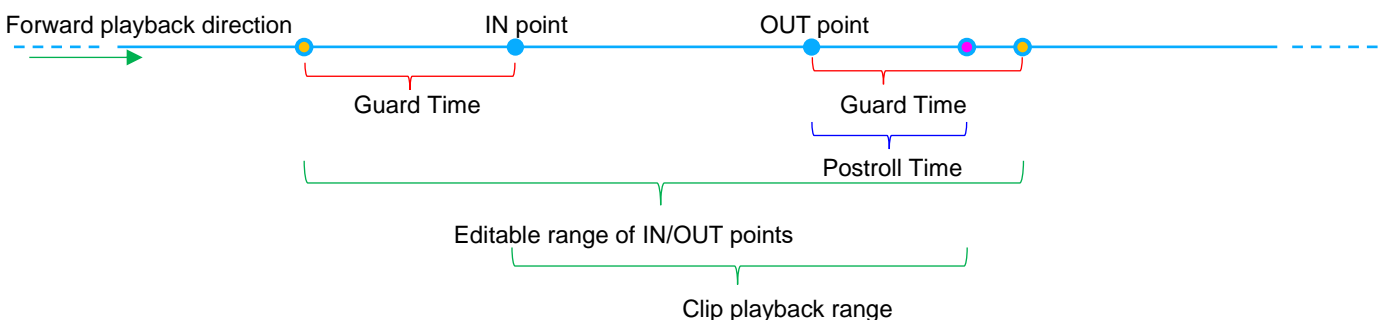 Forward playback direction
IN point
OUT point
Guard Time
Guard Time
Postroll Time
Editable range of IN/OUT points
Clip playback range